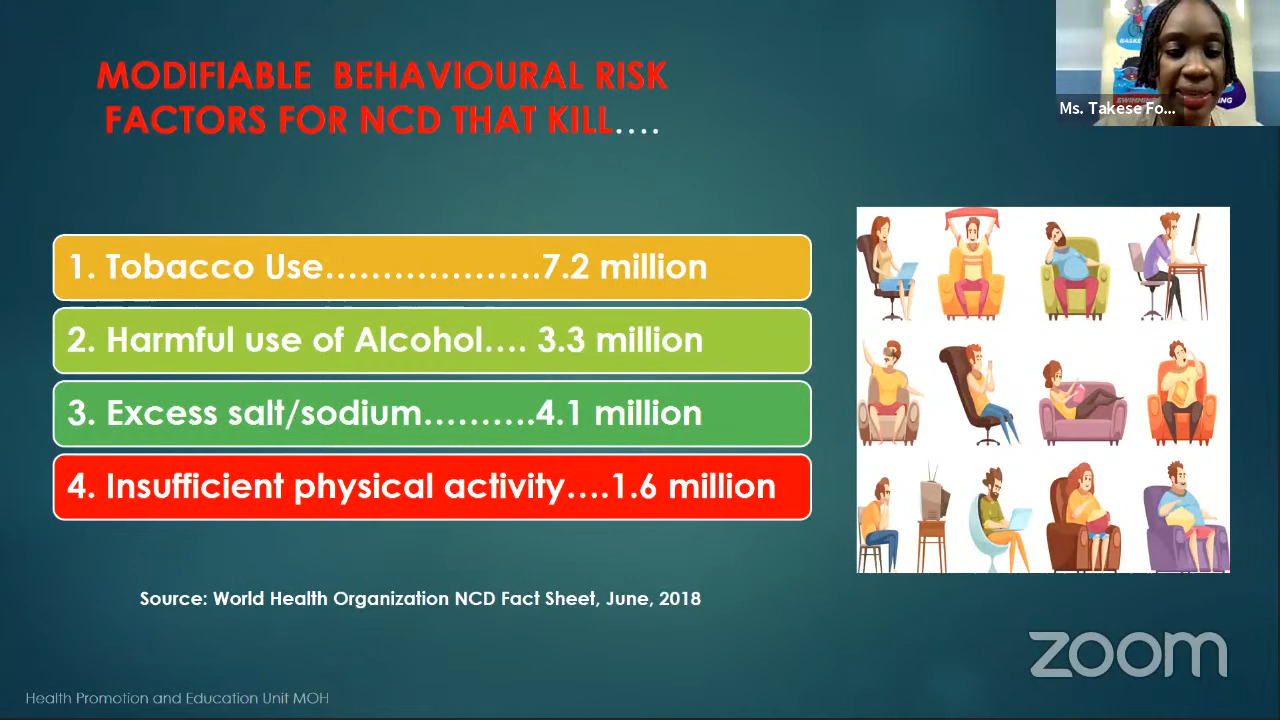 MODIFIABLE BEHAVIOURAL RISK
FACTORS FOR NCD THAT KILL....
Ms. Takese Fo...
1. Tobacco Use...................7.2 million
2. Harmful use of Alcohol.... 3.3 million
3. Excess salt/sodium..........4.1 million
4. Insufficient physical activity....1.6 million
Source: World Health Organization NCD Fact Sheet, June, 2018
zoom
Health Promotion and Education Unit MOH